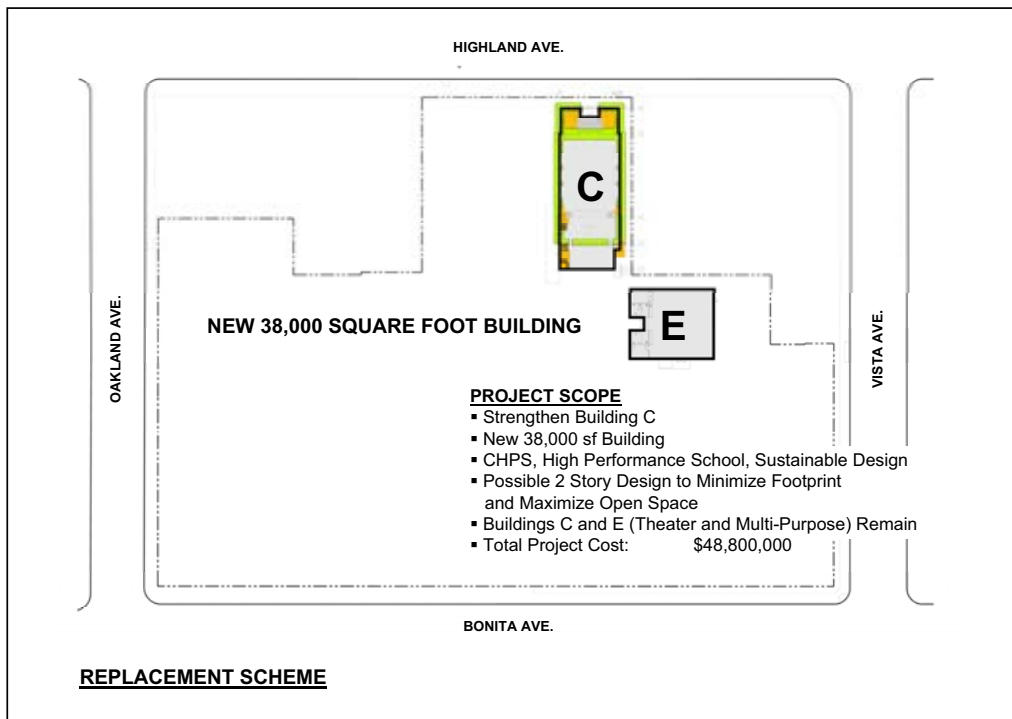 HIGHLAND AVE.
C
OAKLAND AVE.
NEW 38,000 SQUARE FOOT BUILDING
E
VISTA AVE.
PROJECT SCOPE
▪ Strengthen Building C
▪ New 38,000 sf Building
▪ CHPS, High Performance School, Sustainable Design
▪ Possible 2 Story Design to Minimize Footprint
and Maximize Open Space
▪ Buildings C and E (Theater and Multi-Purpose) Remain
▪ Total Project Cost: $48,800,000
BONITA AVE.
REPLACEMENT SCHEME